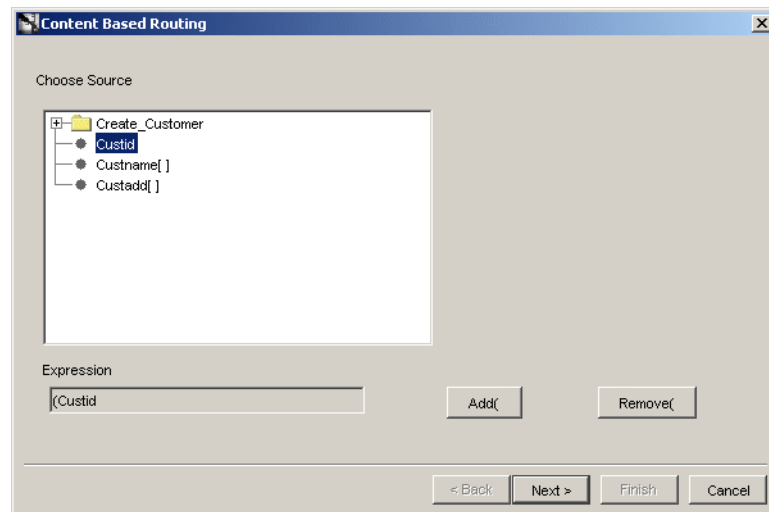 Content Based Routing
Choose Source
Create_Customer
Custid
Custname[ ]
Custadd[ ]
Expression
(Custid
Add(
Remove(
< Back
Next >
Finish
Cancel